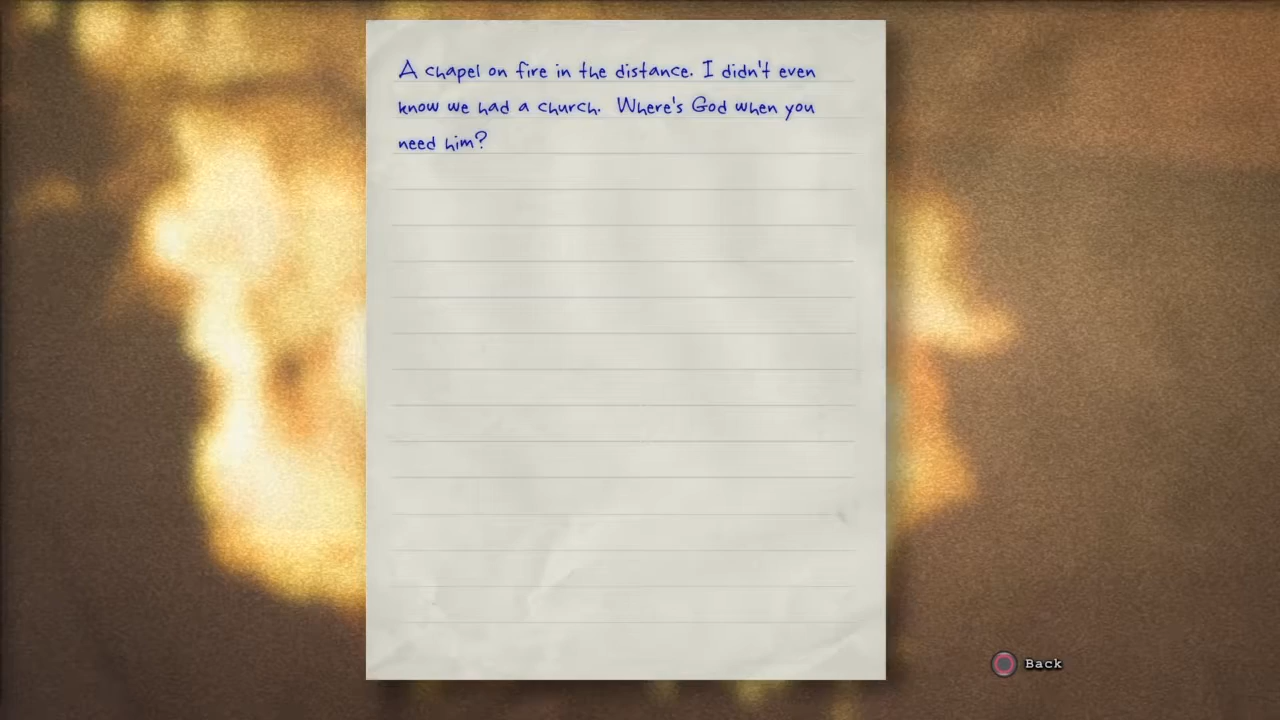 A chapel on fire in the distance. I didn't even
know we had a church. Where's God when you
need him?
Back